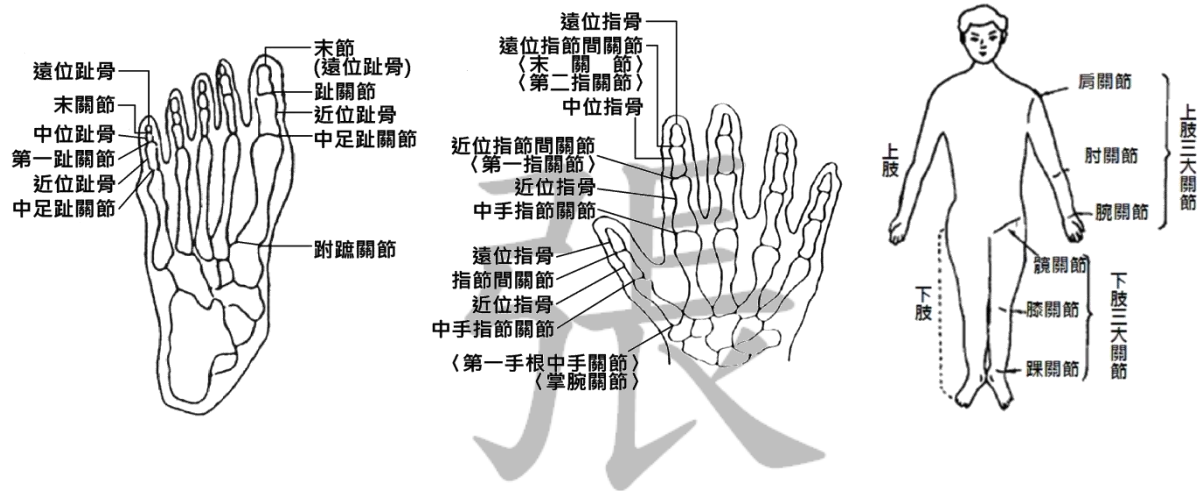 末節
(遠位趾骨)
趾關節
近位趾骨
中足趾關節
跗蹠關節
遠位趾骨
末關節
中位趾骨
第一趾關節
近位趾骨
中足趾關節
遠位指骨
遠位指節間關節
〈末關節〉
〈第二指關節〉
中位指骨
近位指節間關節
〈第一指關節〉
近位指骨
中手指節關節
遠位指骨
指節間關節
近位指骨
中手指節關節
〈第一手根中手關節〉
〈掌腕關節〉
張
上肢
下肢
肩關節
肘關節
腕關節
上肢三大關節
髖關節
膝關節
踝關節
下肢三大關節